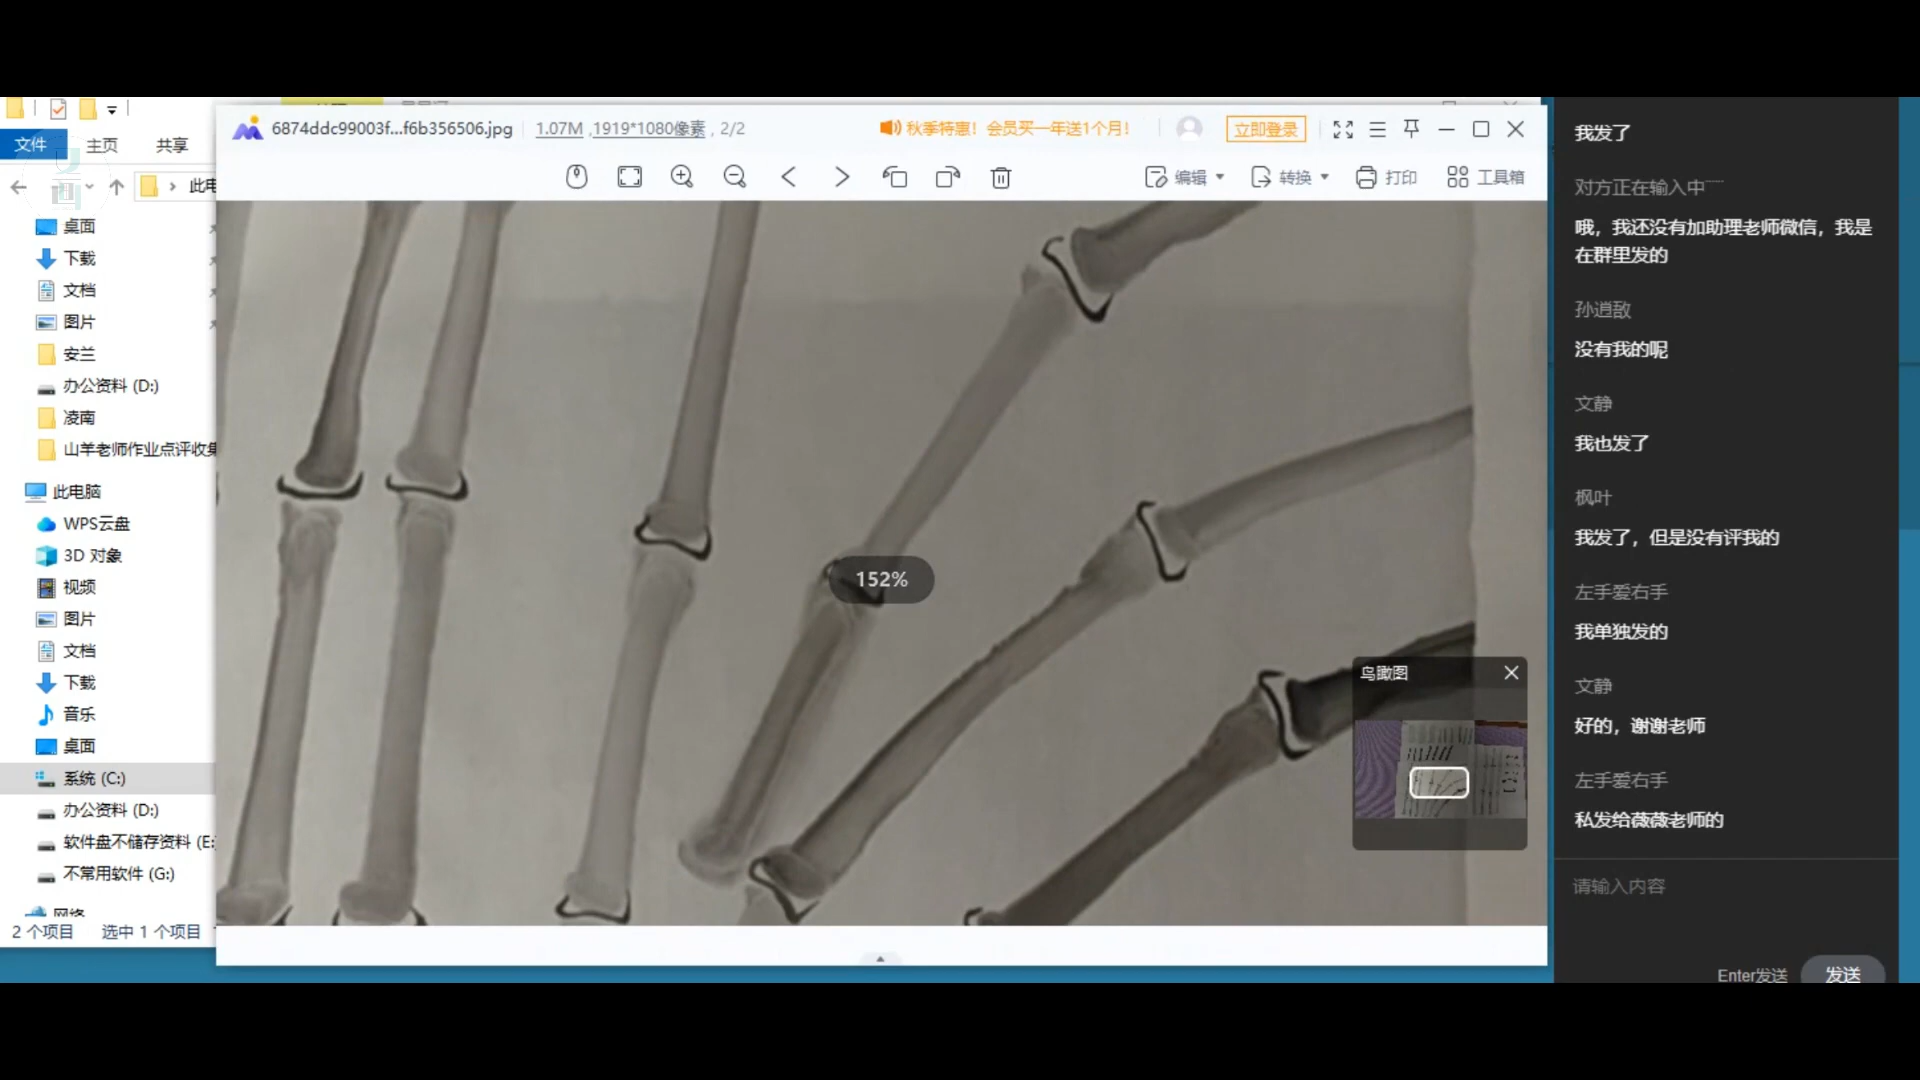 6874ddc99003f...f6b356506.jpg
1.07M ,1919*1080像素 , 2/2
秋季特惠！会员买一年送1个月！
立即登录
文件
主页
共享
此电
编辑
转换
打印
工具箱
桌面
下载
文档
图片
安兰
办公资料 (D:)
凌南
山羊老师作业点评收集
此电脑
WPS云盘
3D 对象
视频
图片
文档
下载
音乐
桌面
系统 (C:)
办公资料 (D:)
软件盘不储存资料 (E:
不常用软件 (G:)
网络
2 个项目
选中 1 个项目
152%
鸟瞰图
我发了
对方正在输入中
哦，我还没有加助理老师微信，我是
在群里发的
孙逍敔
没有我的呢
文静
我也发了
枫叶
我发了，但是没有评我的
左手爱右手
我单独发的
文静
好的，谢谢老师
左手爱右手
私发给薇薇老师的
请输入内容
Enter发送
发送